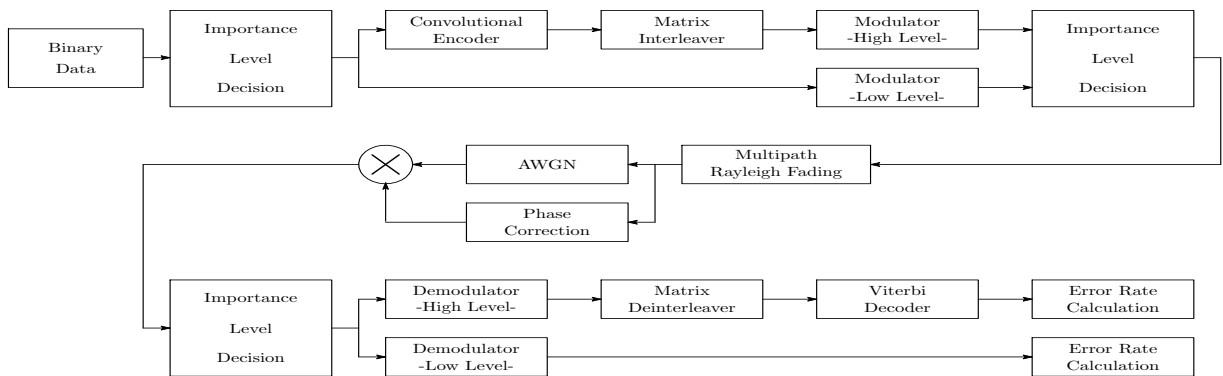 Binary
Data
Importance
Level
Decision
Convolutional
Encoder
Matrix
Interleaver
Modulator
-High Level-
Modulator
-Low Level-
Importance
Level
Decision
Multipath
Rayleigh Fading
AWGN
Phase
Correction
Importance
Level
Decision
Demodulator
-High Level-
Matrix
Deinterleaver
Viterbi
Decoder
Error Rate
Calculation
Demodulator
-Low Level-
Error Rate
Calculation